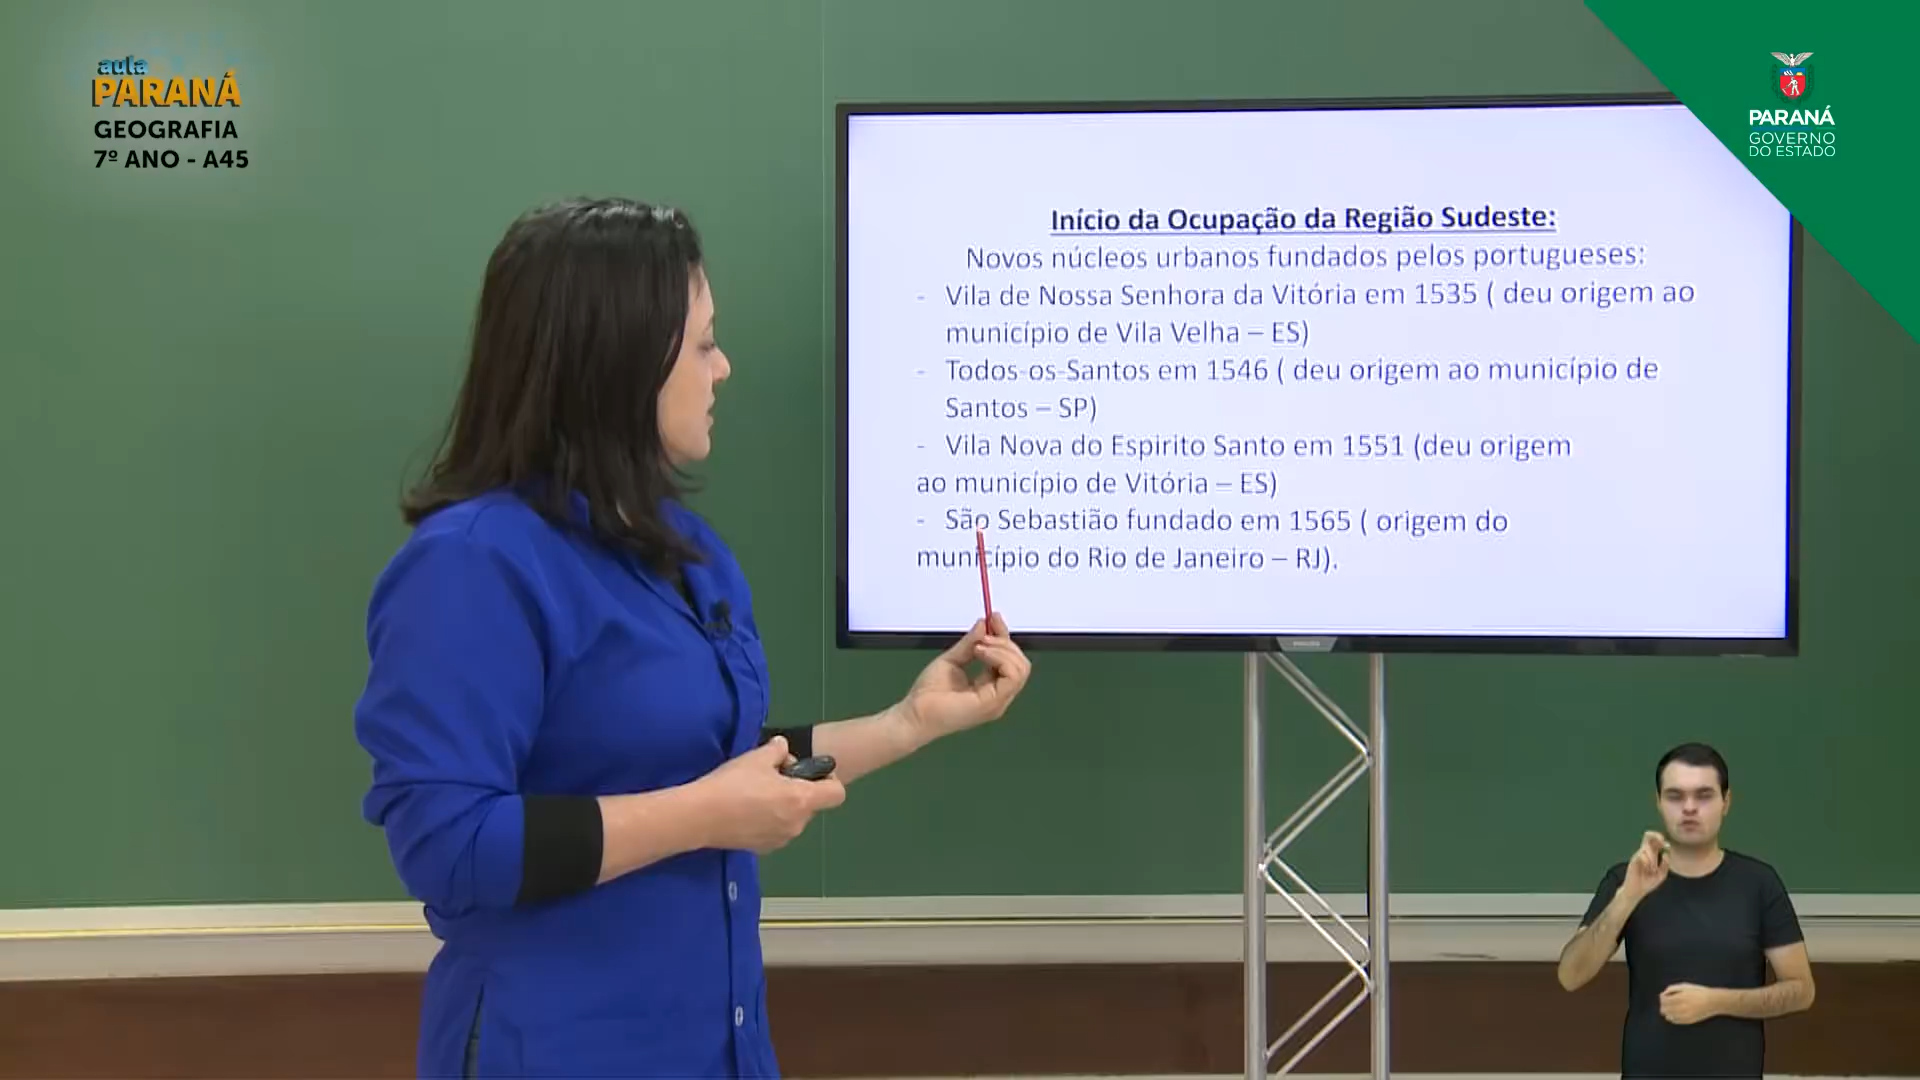 aula
PARANÁ
GEOGRAFIA
7º ANO - A45
PARANÁ
GOVERNO
DO ESTADO
Início da Ocupação da Região Sudeste:
Novos núcleos urbanos fundados pelos portugueses:
- Vila de Nossa Senhora da Vitória em 1535 ( deu origem ao
município de Vila Velha – ES)
- Todos-os-Santos em 1546 ( deu origem ao município de
Santos – SP)
- Vila Nova do Espirito Santo em 1551 (deu origem
ao município de Vitória – ES)
- São Sebastião fundado em 1565 ( origem do
município do Rio de Janeiro – RJ).